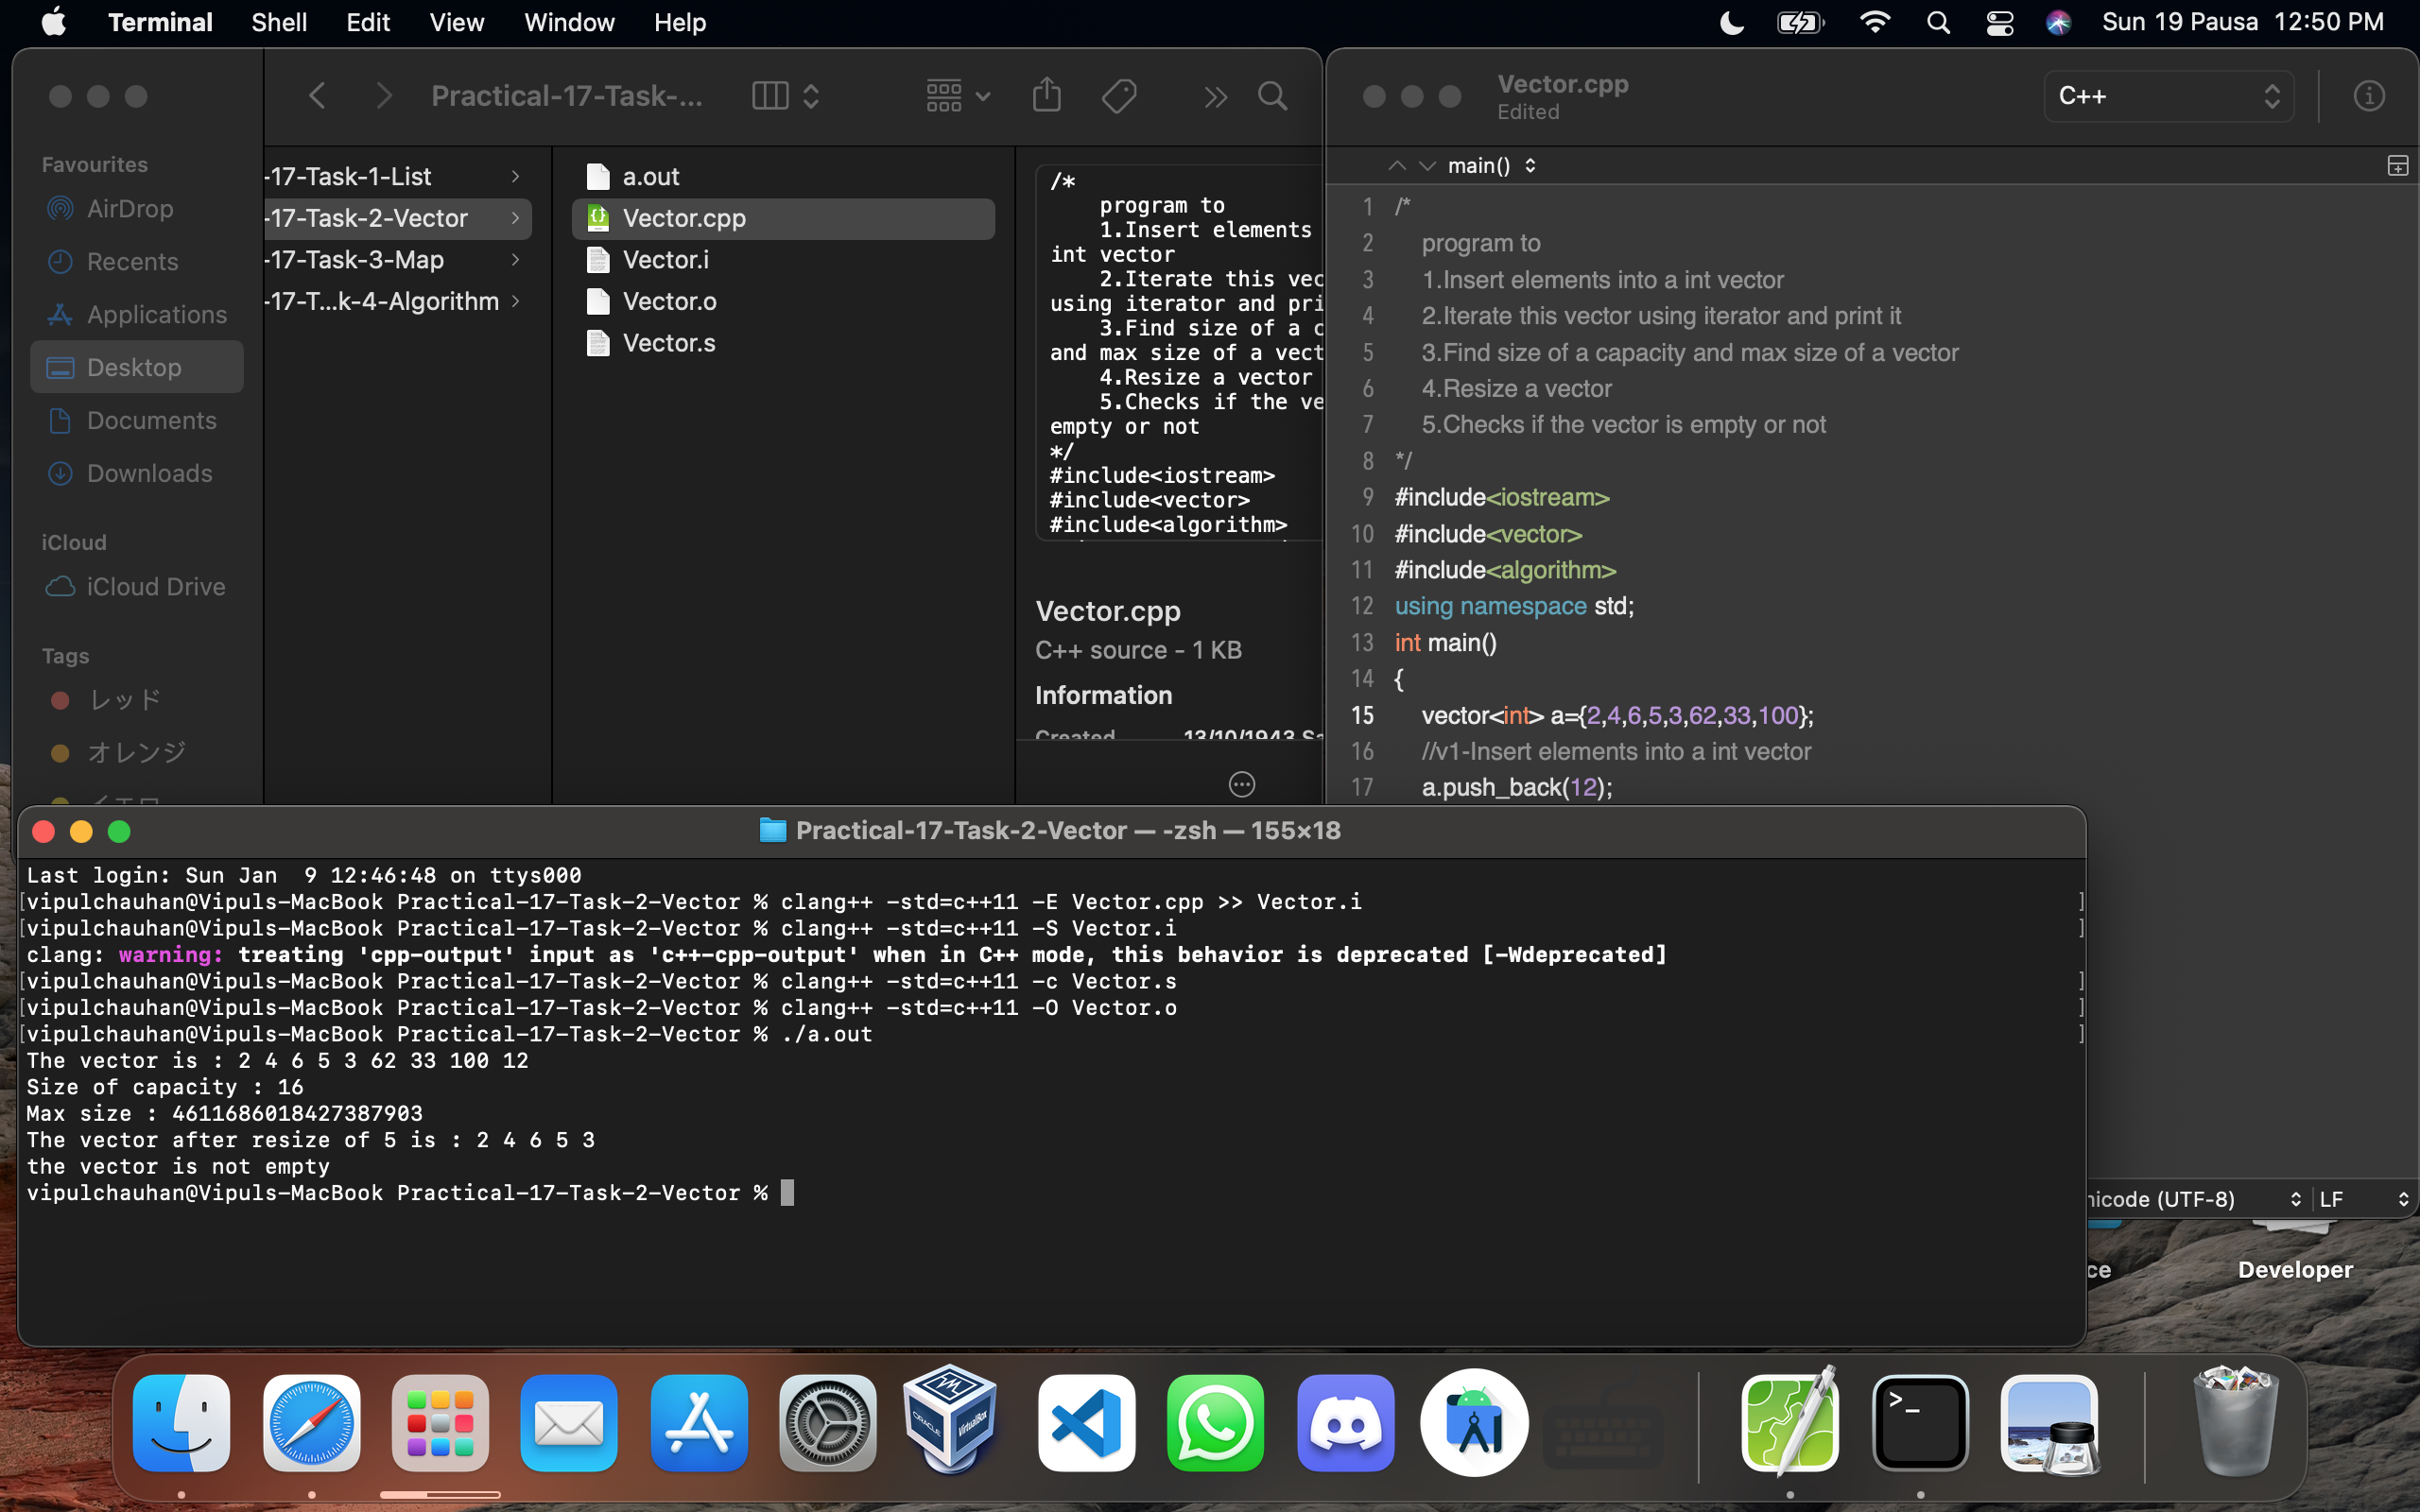 Terminal Shell Edit View Window Help
Sun 19 Pausa 12:50 PM
Practical-17-Task-...
Favourites
AirDrop
Recents
Applications
Desktop
Documents
Downloads
iCloud
iCloud Drive
Tags
レッド
オレンジ
-17-Task-1-List
-17-Task-2-Vector
-17-Task-3-Map
-17-T...k-4-Algorithm
a.out
Vector.cpp
Vector.i
Vector.o
Vector.s
/*
program to
1.Insert elements
int vector
2.Iterate this vec
using iterator and pri
3.Find size of a c
and max size of a vect
4.Resize a vector
5.Checks if the ve
empty or not
*/
#include<iostream>
#include<vector>
#include<algorithm>
Vector.cpp
C++ source - 1 KB
Information
Created 13/10/1943 Sa
Vector.cpp
Edited
C++
main()
1 /*
2 program to
3 1.Insert elements into a int vector
4 2.Iterate this vector using iterator and print it
5 3.Find size of a capacity and max size of a vector
6 4.Resize a vector
7 5.Checks if the vector is empty or not
8 */
9 #include<iostream>
10 #include<vector>
11 #include<algorithm>
12 using namespace std;
13 int main()
14 {
15 vector<int> a={2,4,6,5,3,62,33,100};
16 //v1-Insert elements into a int vector
17 a.push_back(12);
nicode (UTF-8) LF
Practical-17-Task-2-Vector — -zsh — 155×18
Last login: Sun Jan  9 12:46:48 on ttys000
[vipulchauhan@Vipuls-MacBook Practical-17-Task-2-Vector % clang++ -std=c++11 -E Vector.cpp >> Vector.i ]
[vipulchauhan@Vipuls-MacBook Practical-17-Task-2-Vector % clang++ -std=c++11 -S Vector.i ]
clang: warning: treating 'cpp-output' input as 'c++-cpp-output' when in C++ mode, this behavior is deprecated [-Wdeprecated]
[vipulchauhan@Vipuls-MacBook Practical-17-Task-2-Vector % clang++ -std=c++11 -c Vector.s ]
[vipulchauhan@Vipuls-MacBook Practical-17-Task-2-Vector % clang++ -std=c++11 -O Vector.o ]
[vipulchauhan@Vipuls-MacBook Practical-17-Task-2-Vector % ./a.out ]
The vector is : 2 4 6 5 3 62 33 100 12
Size of capacity : 16
Max size : 4611686018427387903
The vector after resize of 5 is : 2 4 6 5 3
the vector is not empty
vipulchauhan@Vipuls-MacBook Practical-17-Task-2-Vector %
ce
Developer
ORACLE
VirtualBox
>_